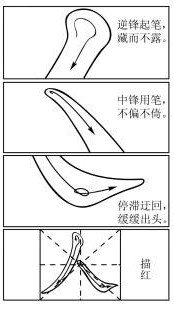 逆锋起笔，
藏而不露。
中锋用笔，
不偏不倚。
停滞迂回，
缓缓出头。
描
红